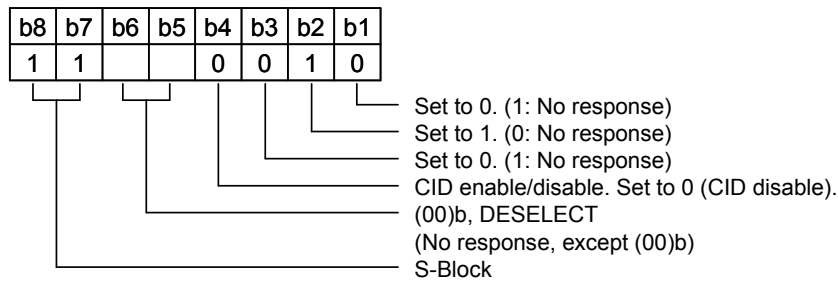 b8 b7 b6 b5 b4 b3 b2 b1
1 1 0 0 1 0
Set to 0. (1: No response)
Set to 1. (0: No response)
Set to 0. (1: No response)
CID enable/disable. Set to 0 (CID disable).
(00)b, DESELECT
(No response, except (00)b)
S-Block